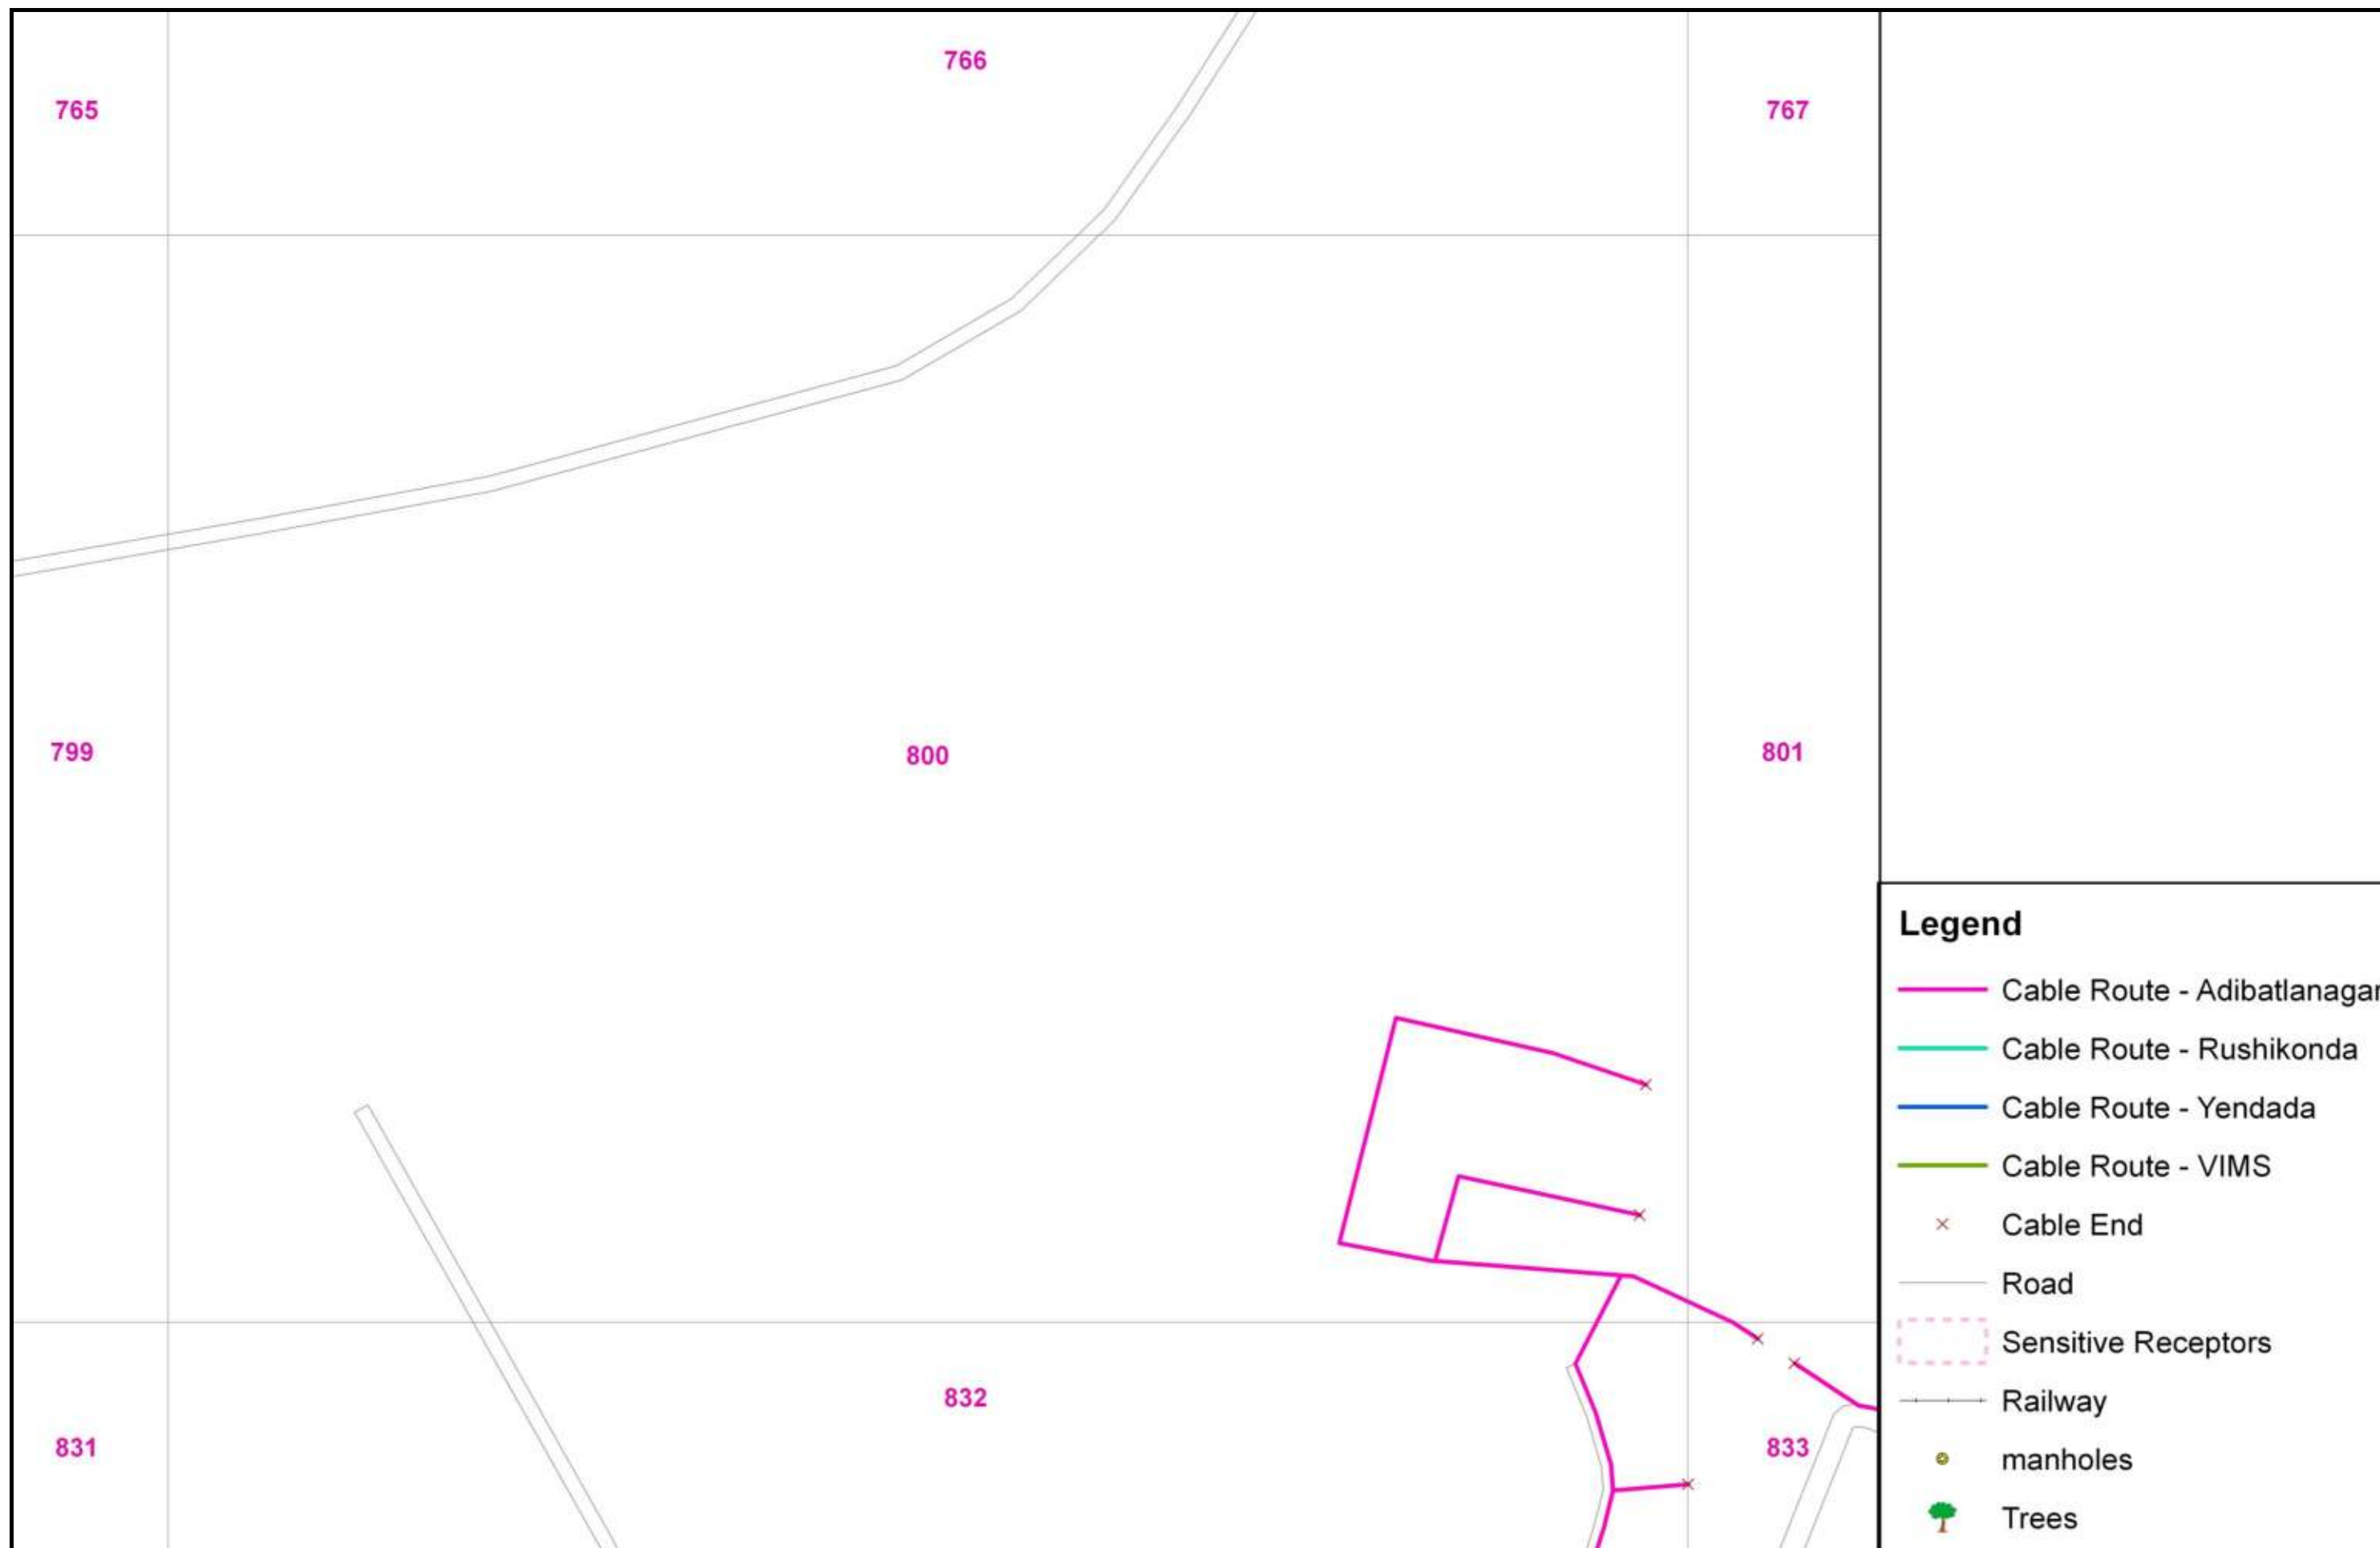 766
765
767
799
800
801
832
831
833
Legend
Cable Route - Adibatlanagar
Cable Route - Rushikonda
Cable Route - Yendada
Cable Route - VIMS
Cable End
Road
Sensitive Receptors
Railway
manholes
Trees